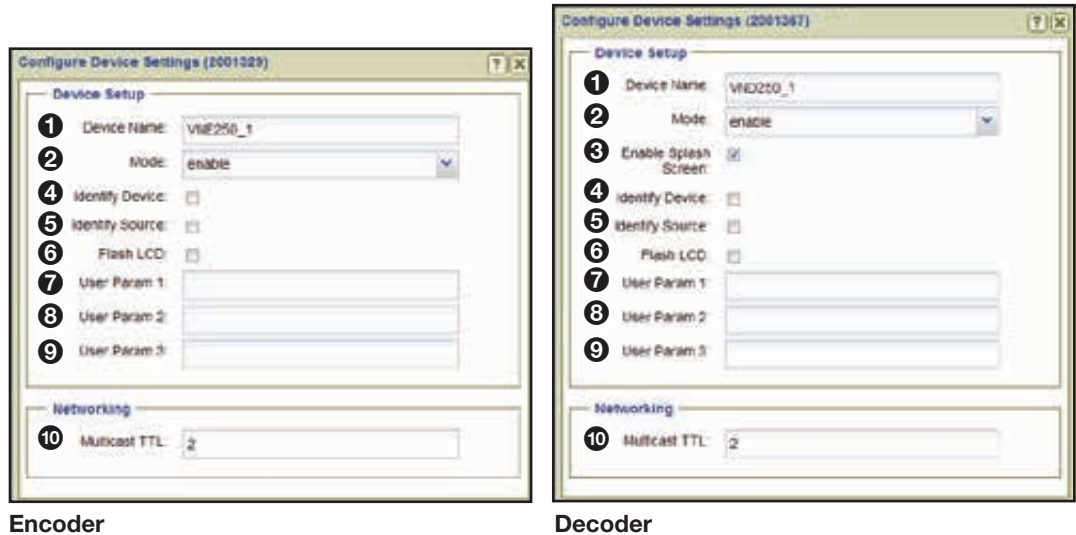 Configure Device Settings (2001329)
Device Setup
1 Device Name: VNE250_1
2 Mode: enable
4 Identify Device:
5 Identify Source:
6 Flash LCD:
7 User Param 1:
8 User Param 2:
9 User Param 3:
Networking
10 Multicast TTL: 2
Encoder
Configure Device Settings (2001367)
Device Setup
1 Device Name: VND250_1
2 Mode: enable
3 Enable Splash
Screen:
4 Identify Device:
5 Identify Source:
6 Flash LCD:
7 User Param 1:
8 User Param 2:
9 User Param 3:
Networking
10 Multicast TTL: 2
Decoder